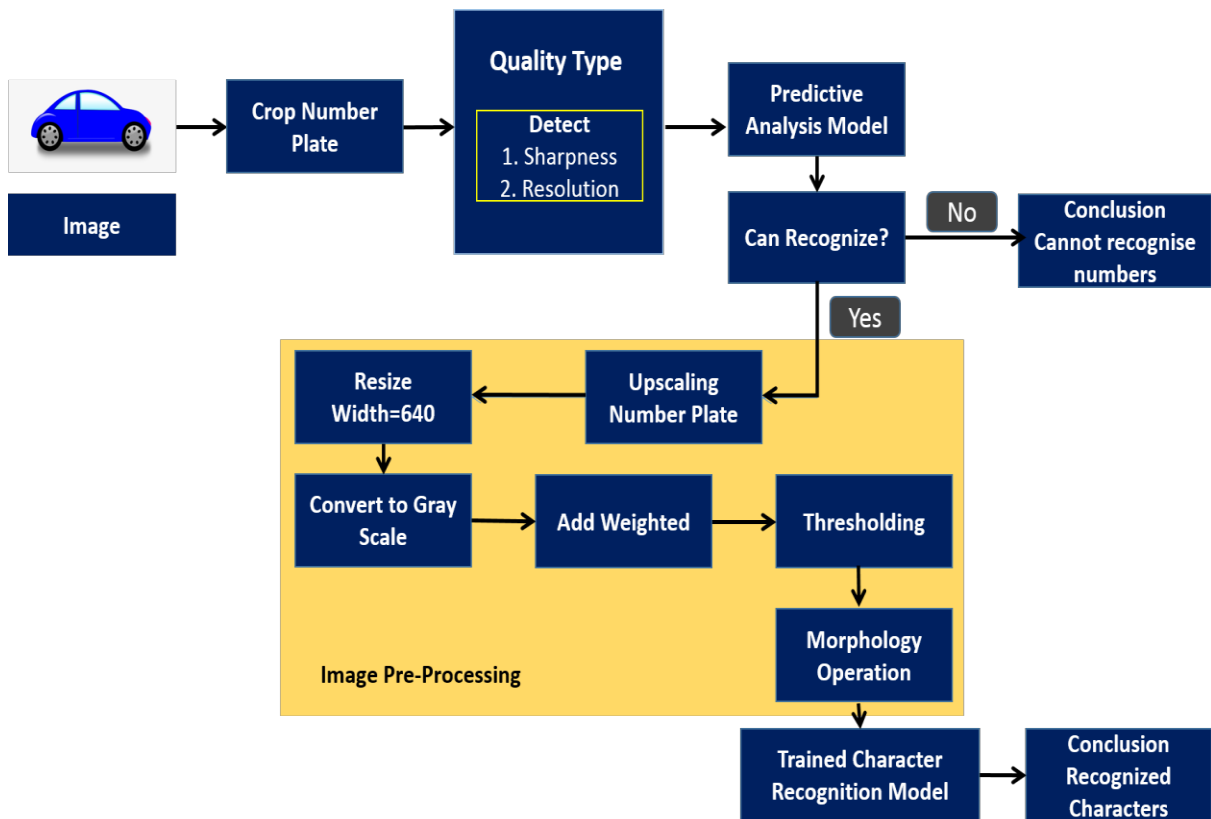 Image
Crop Number
Plate
Quality Type
Detect
1. Sharpness
2. Resolution
Predictive
Analysis Model
Can Recognize?
No
Conclusion
Cannot recognise
numbers
Yes
Upscaling
Number Plate
Resize
Width=640
Convert to Gray
Scale
Add Weighted
Thresholding
Morphology
Operation
Image Pre-Processing
Trained Character
Recognition Model
Conclusion
Recognized
Characters